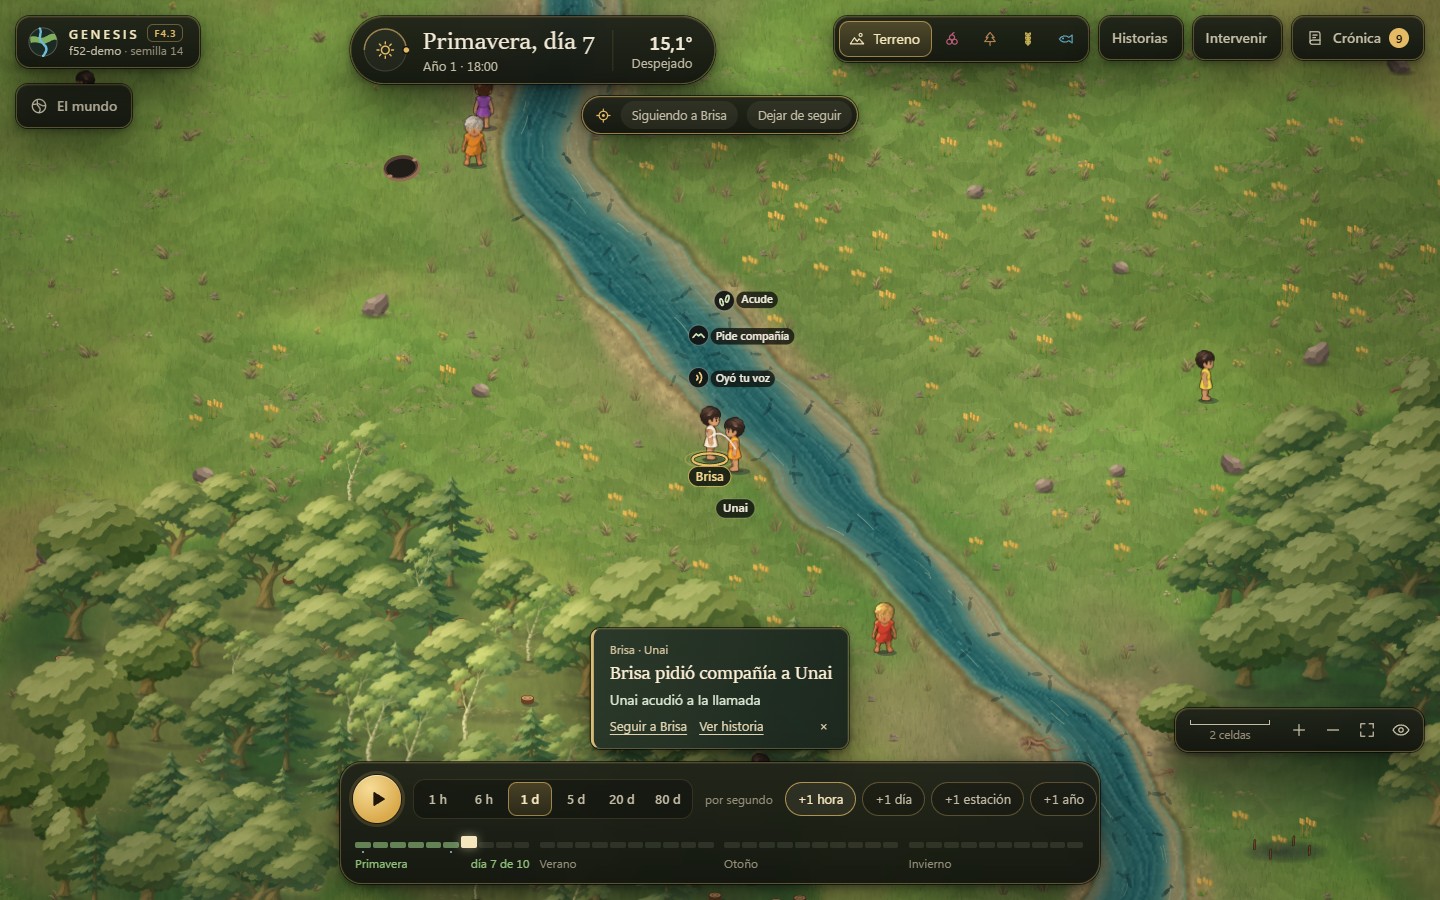 GENESIS F4.3
f52-demo · semilla 14
El mundo
Primavera, día 7
Año 1 · 18:00
15,1°
Despejado
Terreno
Historias
Intervenir
Crónica 9
Siguiendo a Brisa
Dejar de seguir
Acude
Pide compañía
Oyó tu voz
Brisa
Unai
Brisa · Unai
Brisa pidió compañía a Unai
Unai acudió a la llamada
Seguir a Brisa Ver historia ×
2 celdas
1 h 6 h 1 d 5 d 20 d 80 d por segundo +1 hora +1 día +1 estación +1 año
Primavera día 7 de 10 Verano Otoño Invierno